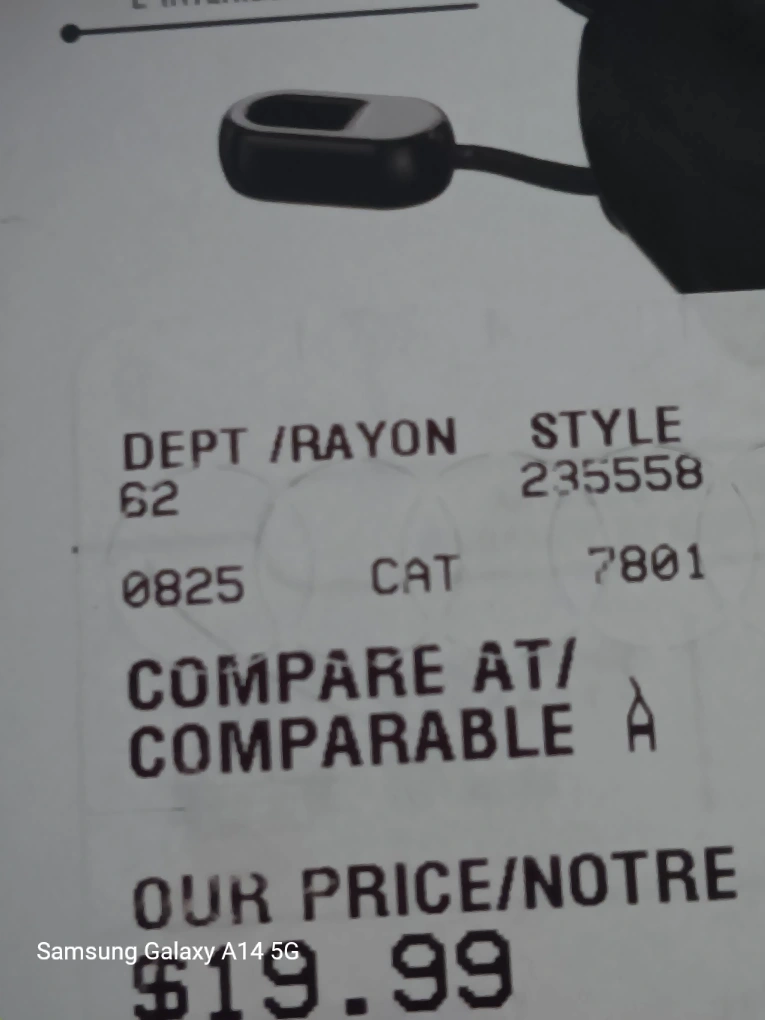 DEPT /RAYON STYLE
62 235558
0825 CAT 7801
COMPARE AT/
COMPARABLE À
OUR PRICE/NOTRE
$19.99
Samsung Galaxy A14 5G